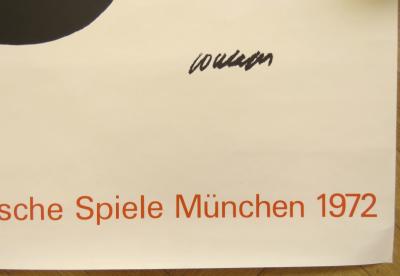 sche Spiele München 1972